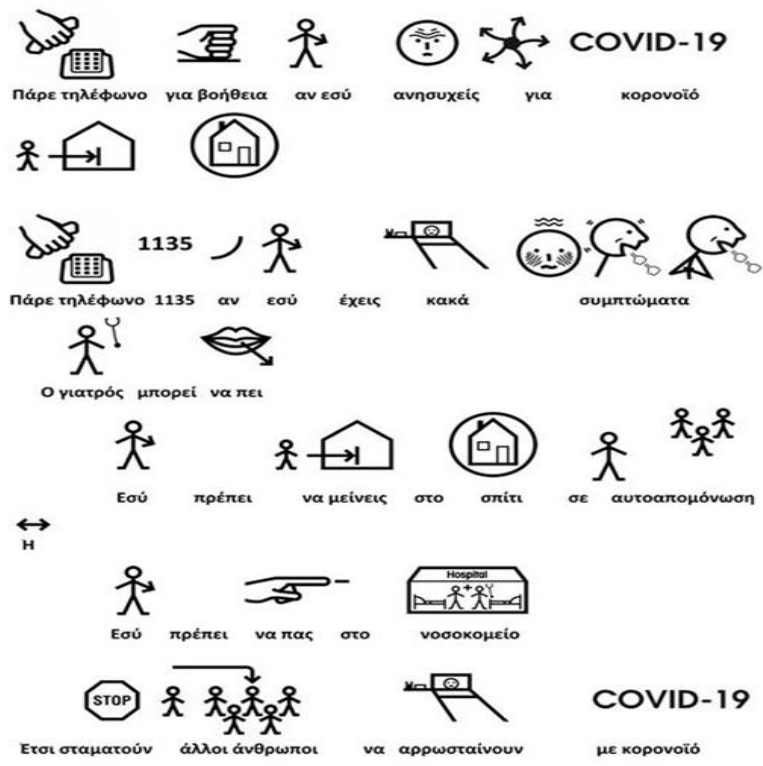 COVID-19
Πάρε τηλέφωνο για βοήθεια αν εσύ ανησυχείς για κορονοϊό
1135
Πάρε τηλέφωνο 1135 αν εσύ έχεις κακά συμπτώματα
Ο γιατρός μπορεί να πει
Εσύ πρέπει να μείνεις στο σπίτι σε αυτοαπομόνωση
Ή
Hospital
Εσύ πρέπει να πας στο νοσοκομείο
STOP COVID-19
Έτσι σταματούν άλλοι άνθρωποι να αρρωσταίνουν με κορονοϊό